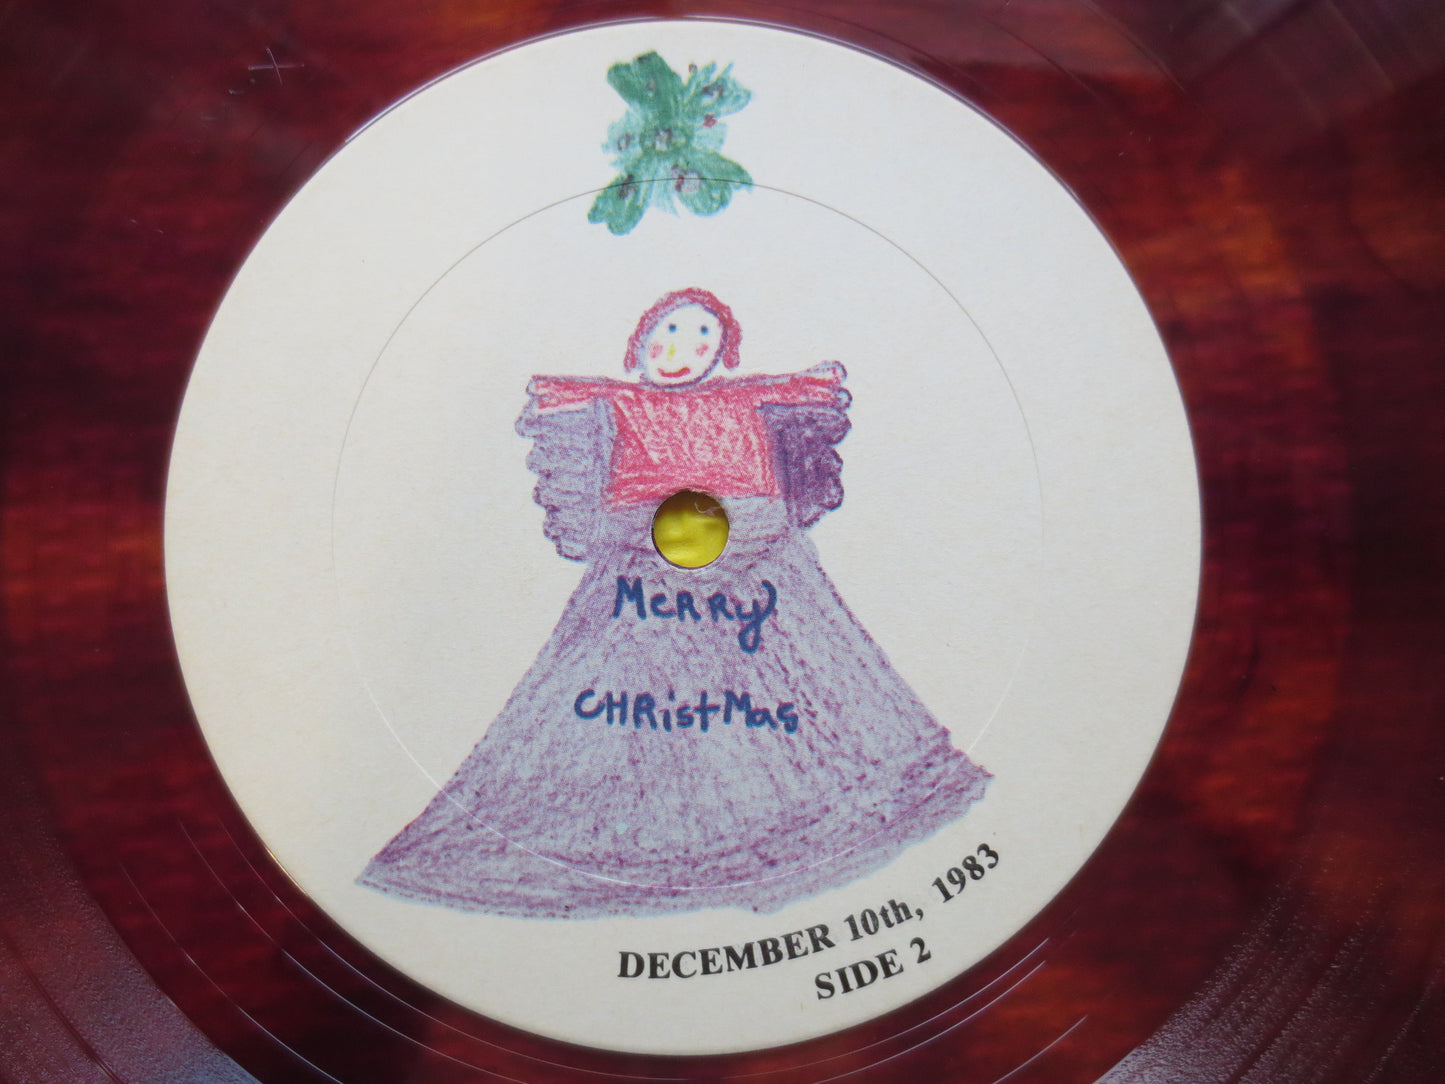 MeRRy
CHRistMas
DECEMBER 10th, 1983
SIDE 2